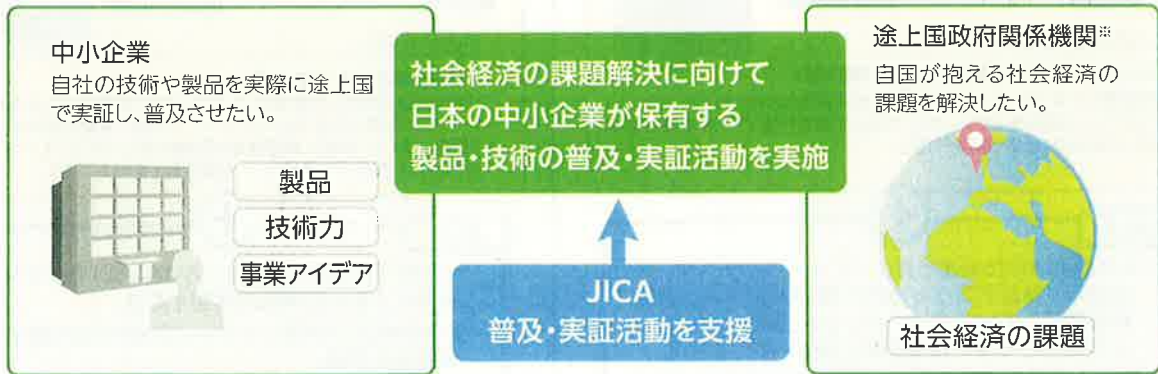 中小企業
自社の技術や製品を実際に途上国
で実証し、普及させたい。
製品
技術力
事業アイデア
社会経済の課題解決に向けて
日本の中小企業が保有する
製品・技術の普及・実証活動を実施
JICA
普及・実証活動を支援
途上国政府関係機関※
自国が抱える社会経済の
課題を解決したい。
社会経済の課題